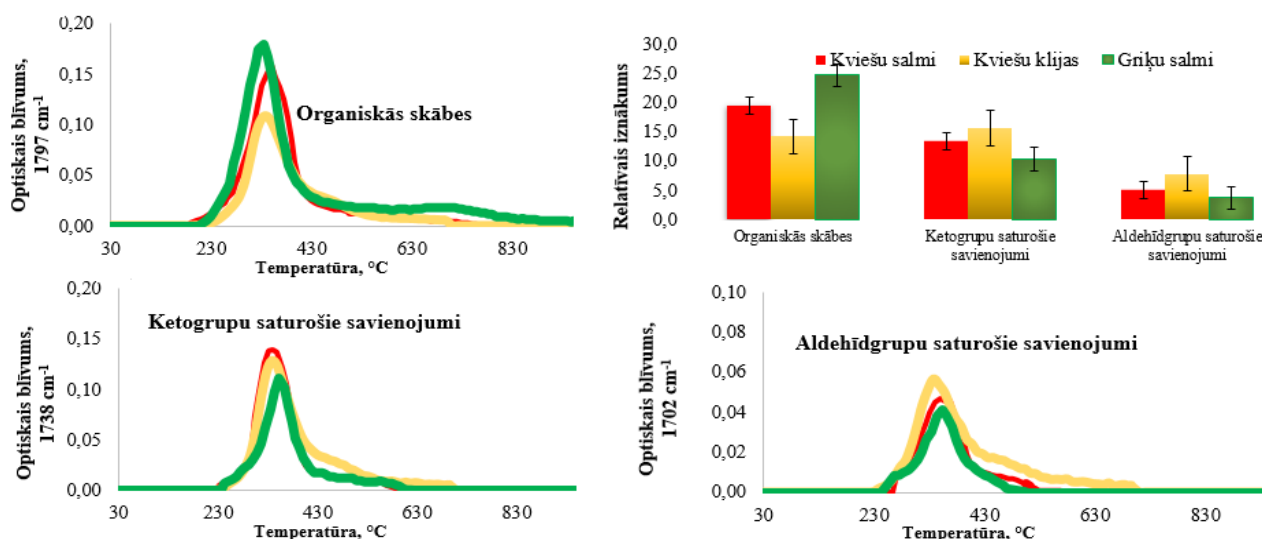 Optiskais blīvums,
1797 cm-1
0,20
0,15
0,10
0,05
0,00
Organiskās skābes
30 230 430 630 830
Temperatūra, °C
Relatīvais iznākums
30,0
25,0
20,0
15,0
10,0
5,0
0,0
Kviešu salmi Kviešu klijas Griķu salmi
Organiskās skābes
Ketogrupu saturošie
savienojumi
Aldehīdgrupu saturošie
savienojumi
Optiskais blīvums,
1738 cm-1
0,20
0,15
0,10
0,05
0,00
Ketogrupu saturošie savienojumi
30 230 430 630 830
Temperatūra, °C
Optiskais blīvums,
1702 cm-1
0,10
0,08
0,06
0,04
0,02
0,00
Aldehīdgrupu saturošie savienojumi
30 230 430 630 830
Temperatūra, °C